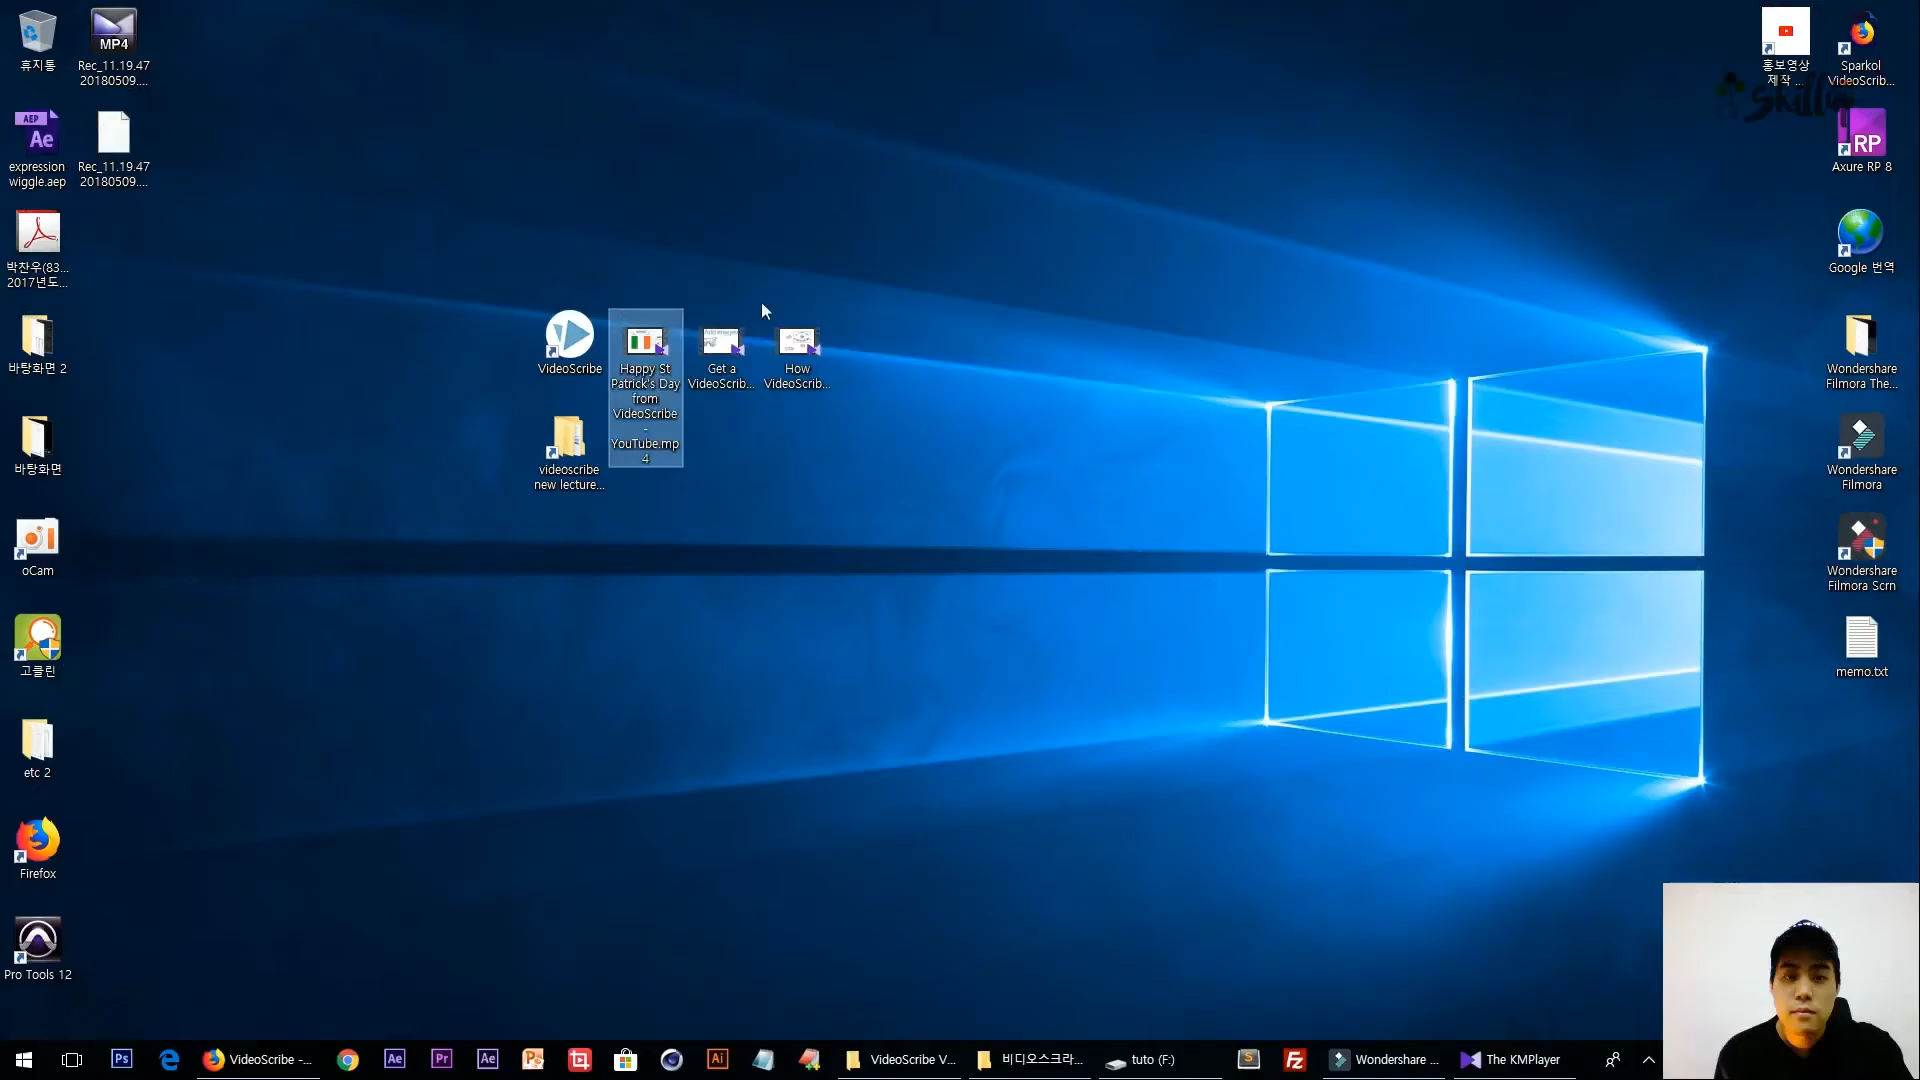 휴지통
MP4
Rec_11.19.47
20180509....
AEP
Ae
expression
wiggle.aep
Rec_11.19.47
20180509....
박찬우(83...
2017년도...
바탕화면 2
바탕화면
oCam
고클린
etc 2
Firefox
Pro Tools 12
VideoScribe
Happy St
Patrick's Day
from
VideoScribe
-
YouTube.mp
4
Get a
VideoScrib...
How
VideoScrib...
videoscribe
new lecture...
홍보영상
제작 ...
Sparkol
VideoScrib...
RP
Axure RP 8
Google 번역
Wondershare
Filmora The...
Wondershare
Filmora
Wondershare
Filmora Scrn
memo.txt
Ps
VideoScribe -...
Ae
Pr
Ae
Ai
VideoScribe V...
비디오스크라...
tuto (F:)
S
FZ
Wondershare ...
The KMPlayer